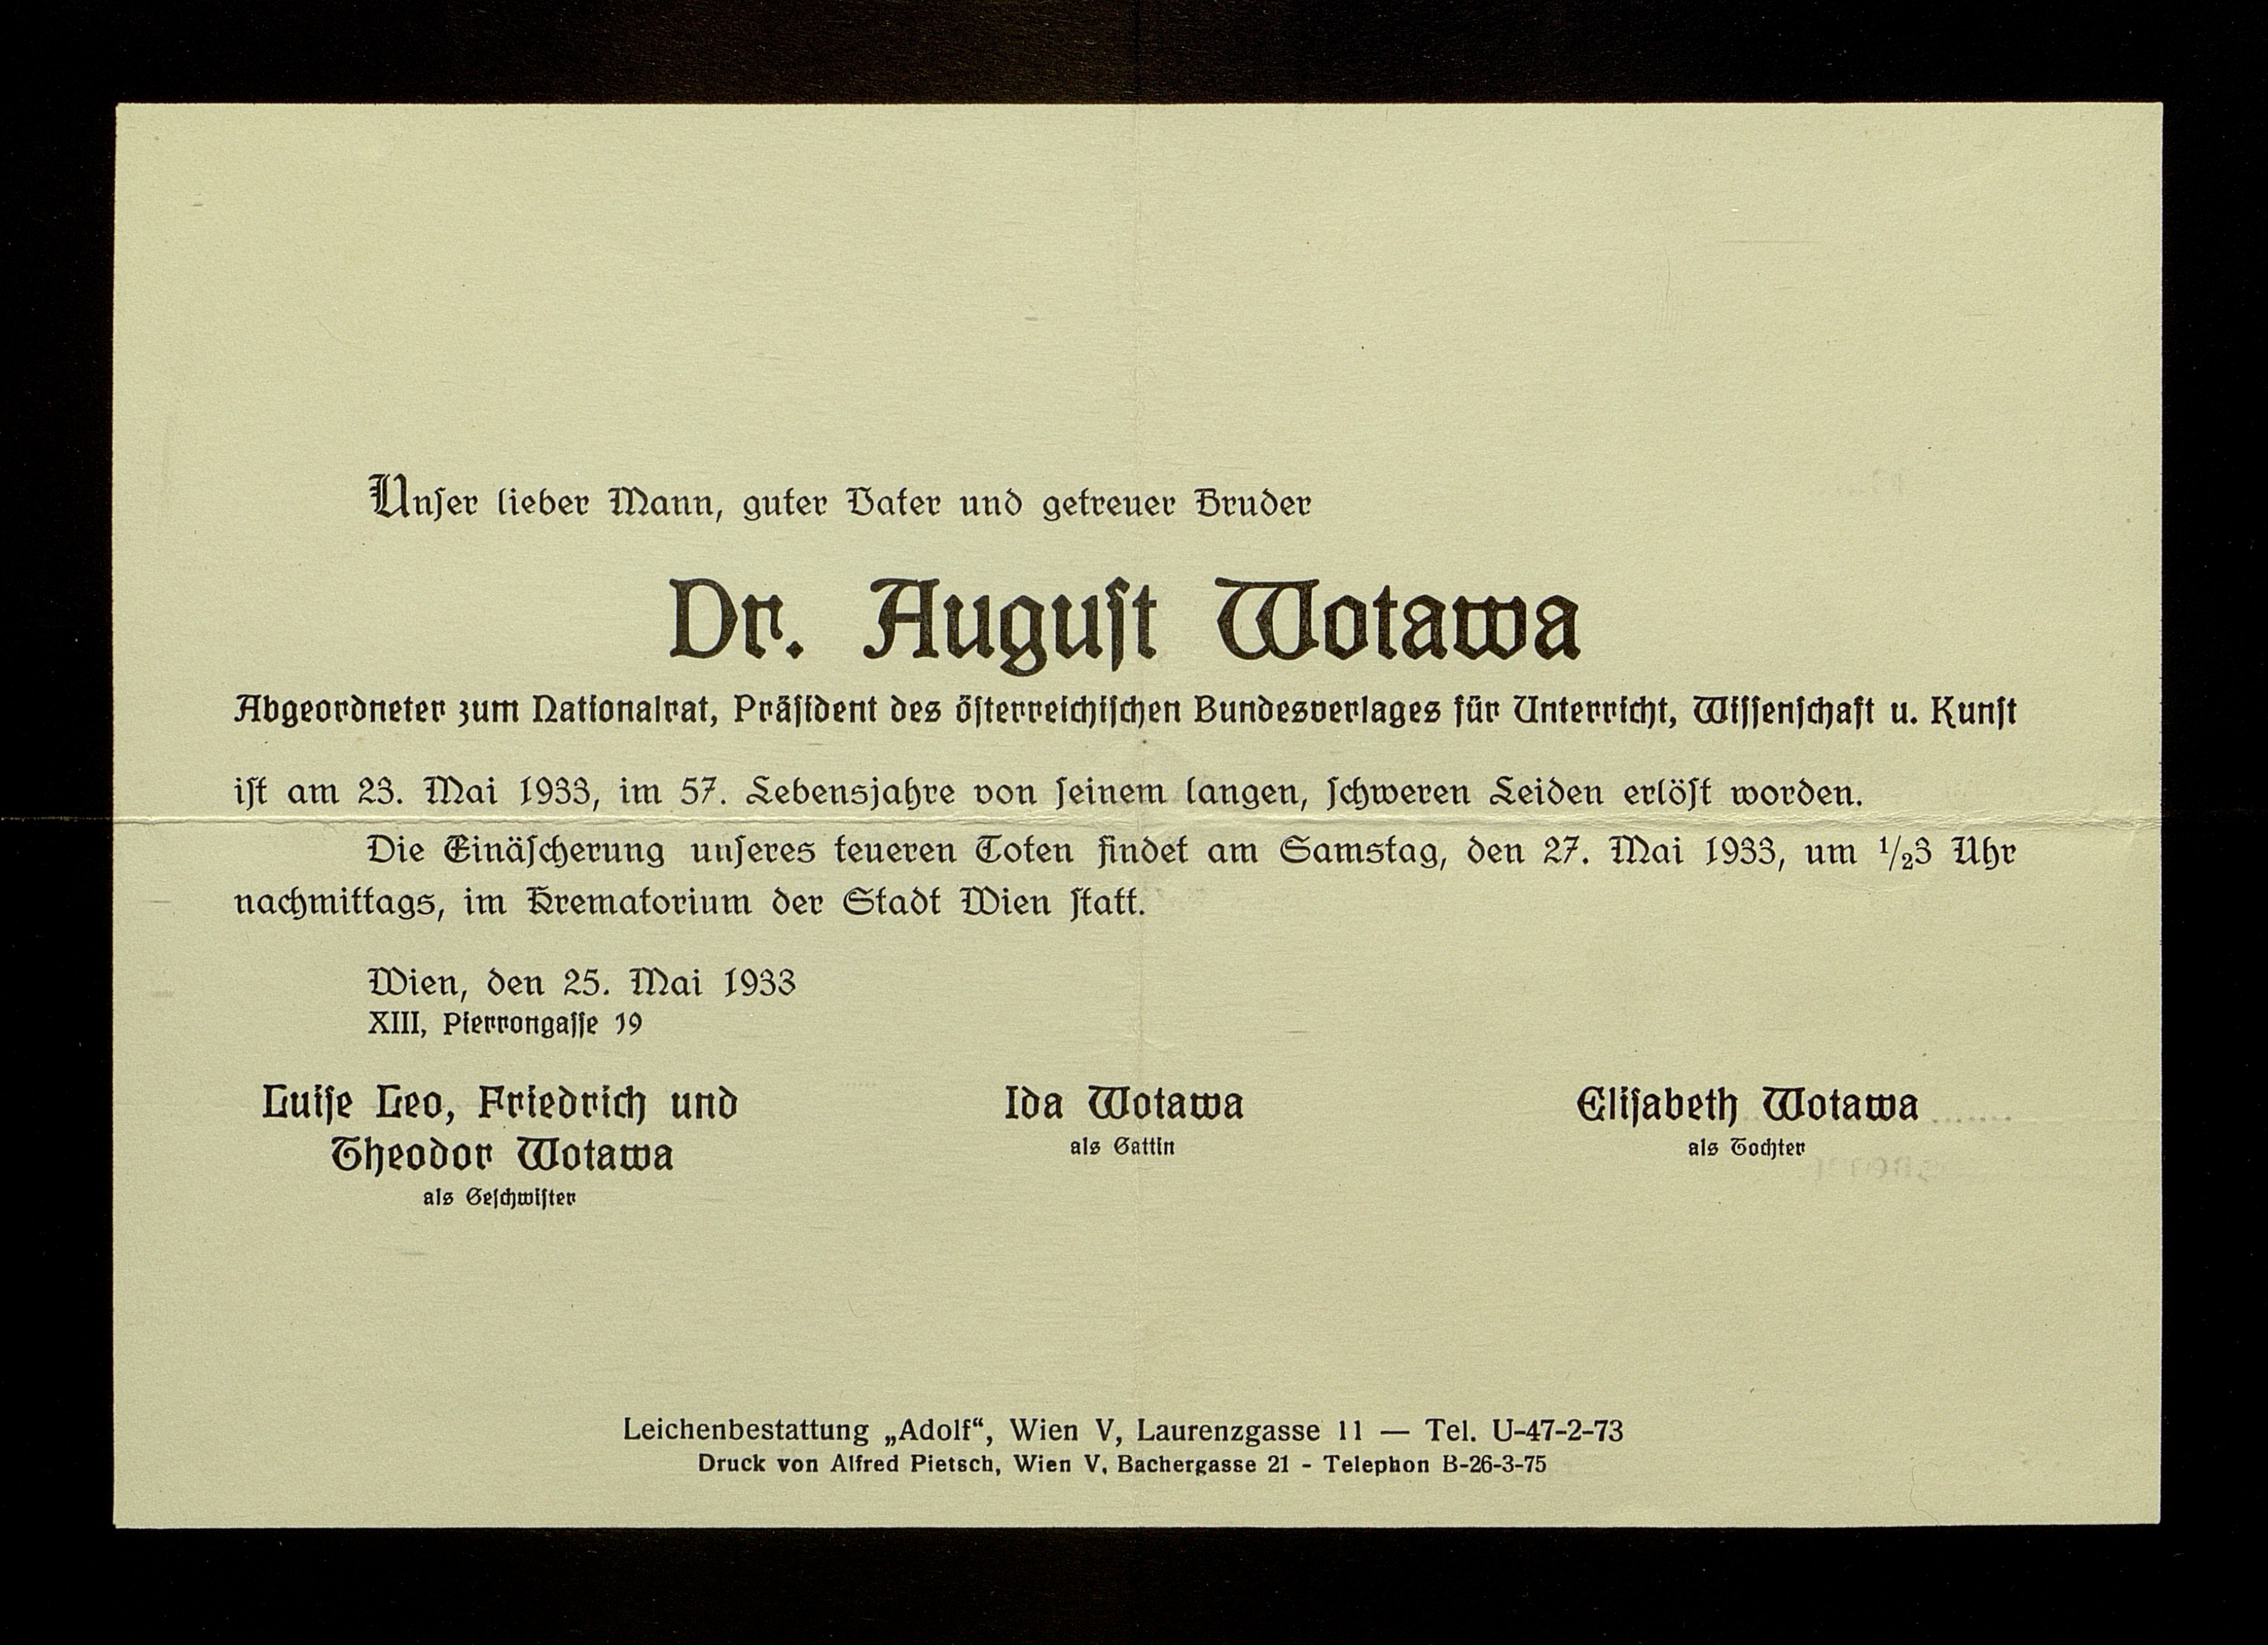 Unser lieber Mann, guter Vater und getreuer Bruder
Dr. August Wotawa
Abgeordneter zum Nationalrat, Präsident des österreichischen Bundesverlages für Unterricht, Wissenschaft u. Kunst
ist am 23. Mai 1933, im 57. Lebensjahre von seinem langen, schweren Leiden erlöst worden.
Die Einäscherung unseres teueren Toten findet am Samstag, den 27. Mai 1933, um 1/23 Uhr
nachmittags, im Krematorium der Stadt Wien statt.
Wien, den 25. Mai 1933
XIII, Pierrongasse 19
Luise Leo, Friedrich und
Theodor Wotawa
als Geschwister
Ida Wotawa
als Gattin
Elisabeth Wotawa
als Tochter
Leichenbestattung „Adolf“, Wien V, Laurenzgasse 11 — Tel. U-47-2-73
Druck von Alfred Pietsch, Wien V, Bachergasse 21 - Telephon B-26-3-75